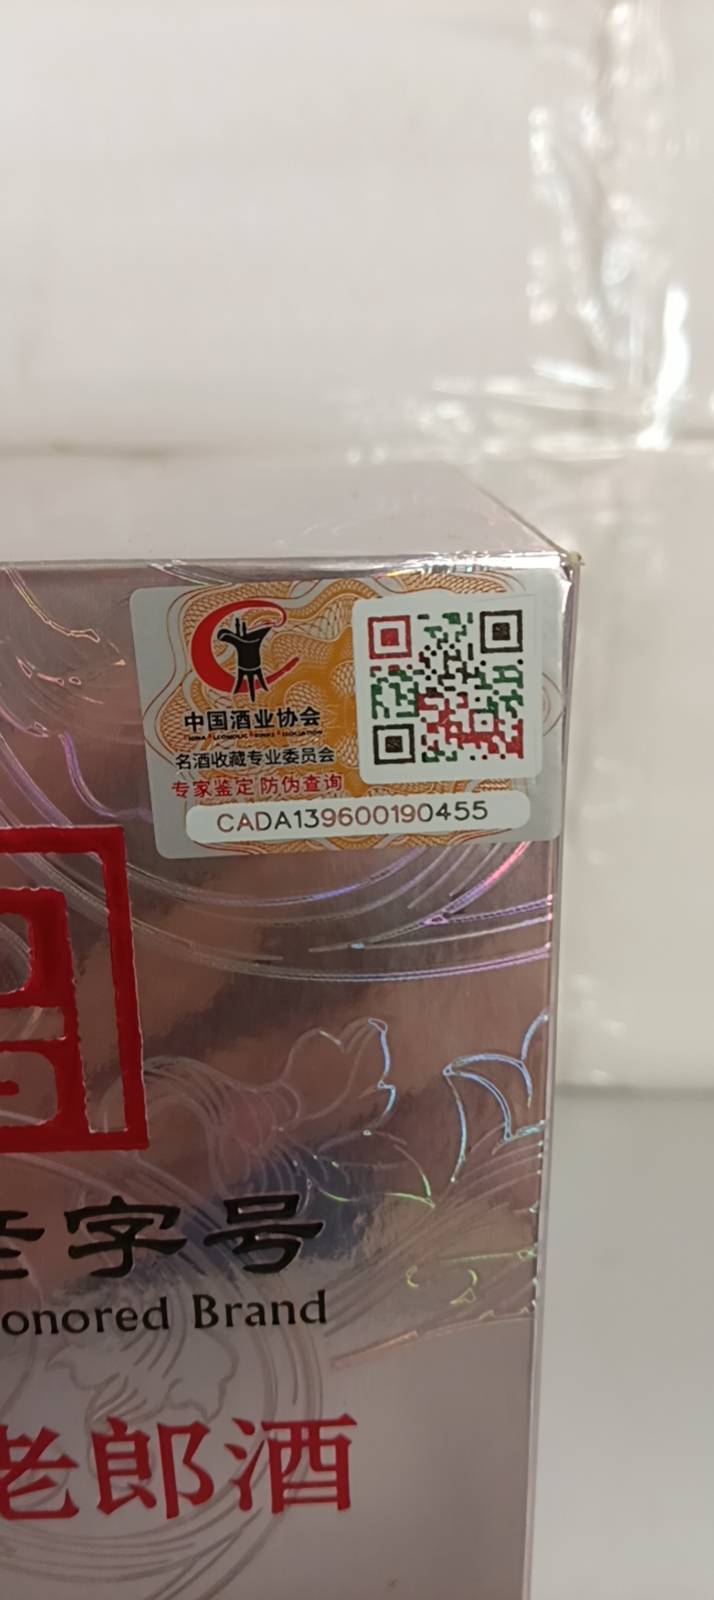 中国酒业协会
名酒收藏专业委员会
专家鉴定 防伪查询
CADA139600190455
老字号
onored Brand
老郎酒